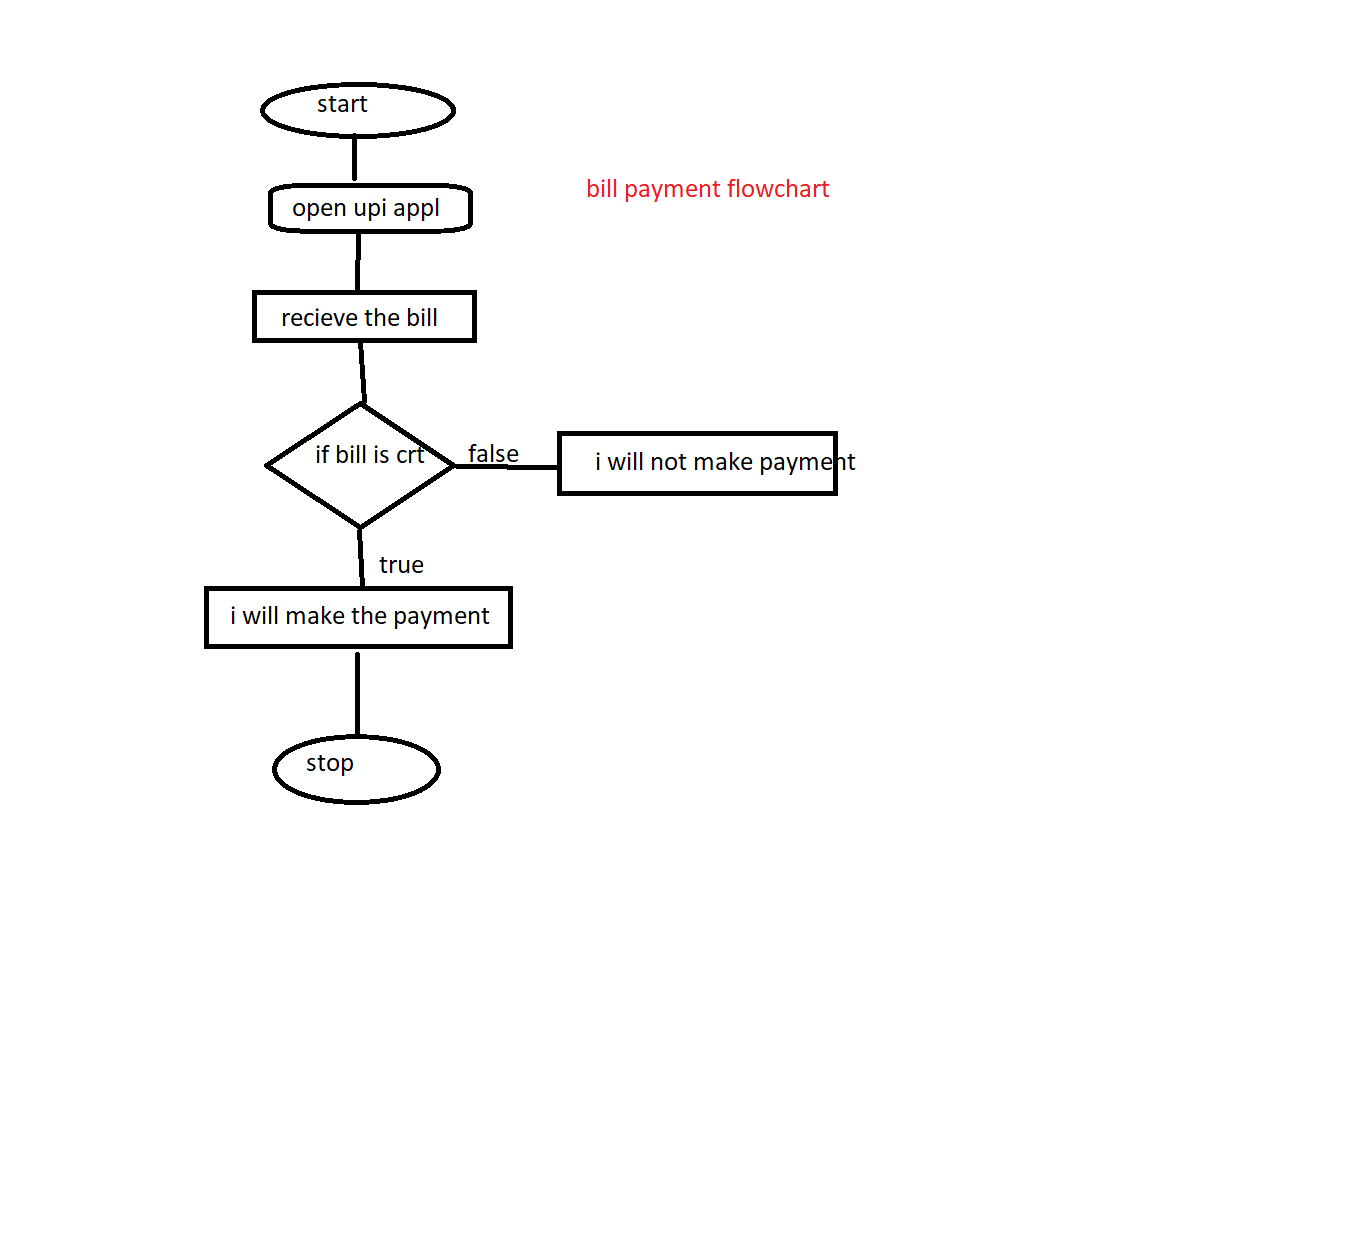 start
bill payment flowchart
open upi appl
recieve the bill
if bill is crt
false
i will not make payment
true
i will make the payment
stop